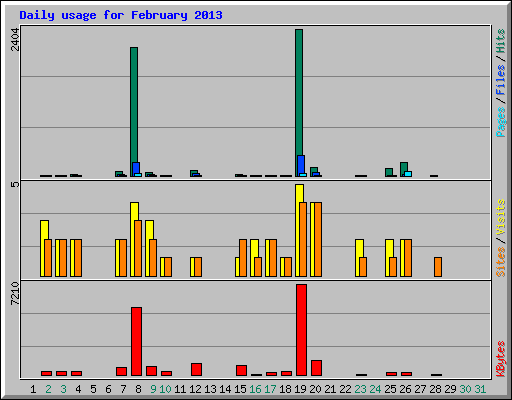 Daily usage for February 2013
2404
Pages / Files / Hits
5
Sites / Visits
7210
KBytes
1 2 3 4 5 6 7 8 9 10 11 12 13 14 15 16 17 18 19 20 21 22 23 24 25 26 27 28 29 30 31